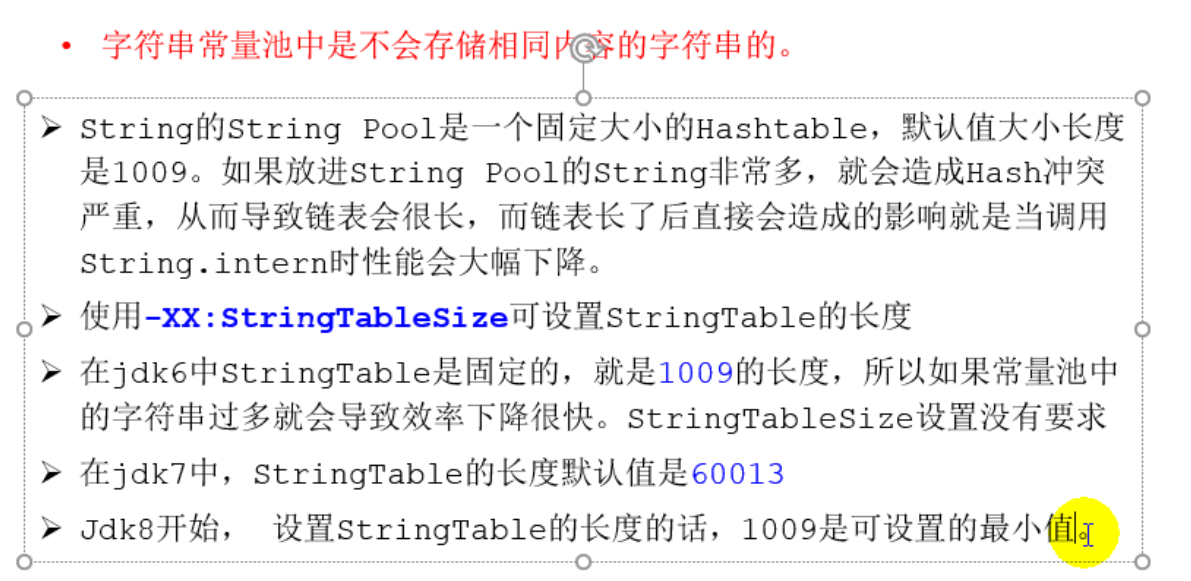 • 字符串常量池中是不会存储相同内容的字符串的。
➢ String的String Pool是一个固定大小的Hashtable，默认值大小长度
是1009。如果放进String Pool的String非常多，就会造成Hash冲突
严重，从而导致链表会很长，而链表长了后直接会造成的影响就是当调用
String.intern时性能会大幅下降。
➢ 使用-XX:StringTableSize可设置StringTable的长度
➢ 在jdk6中StringTable是固定的，就是1009的长度，所以如果常量池中
的字符串过多就会导致效率下降很快。StringTableSize设置没有要求
➢ 在jdk7中，StringTable的长度默认值是60013
➢ Jdk8开始， 设置StringTable的长度的话，1009是可设置的最小值。